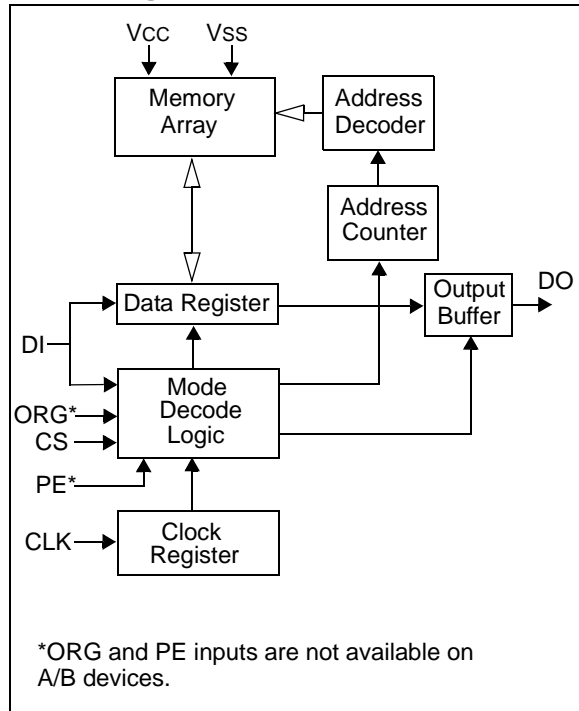 VCC
VSS
Memory
Array
Address
Decoder
Address
Counter
Data Register
Output
Buffer
DO
DI
Mode
Decode
Logic
ORG*
CS
PE*
CLK
Clock
Register
*ORG and PE inputs are not available on
A/B devices.